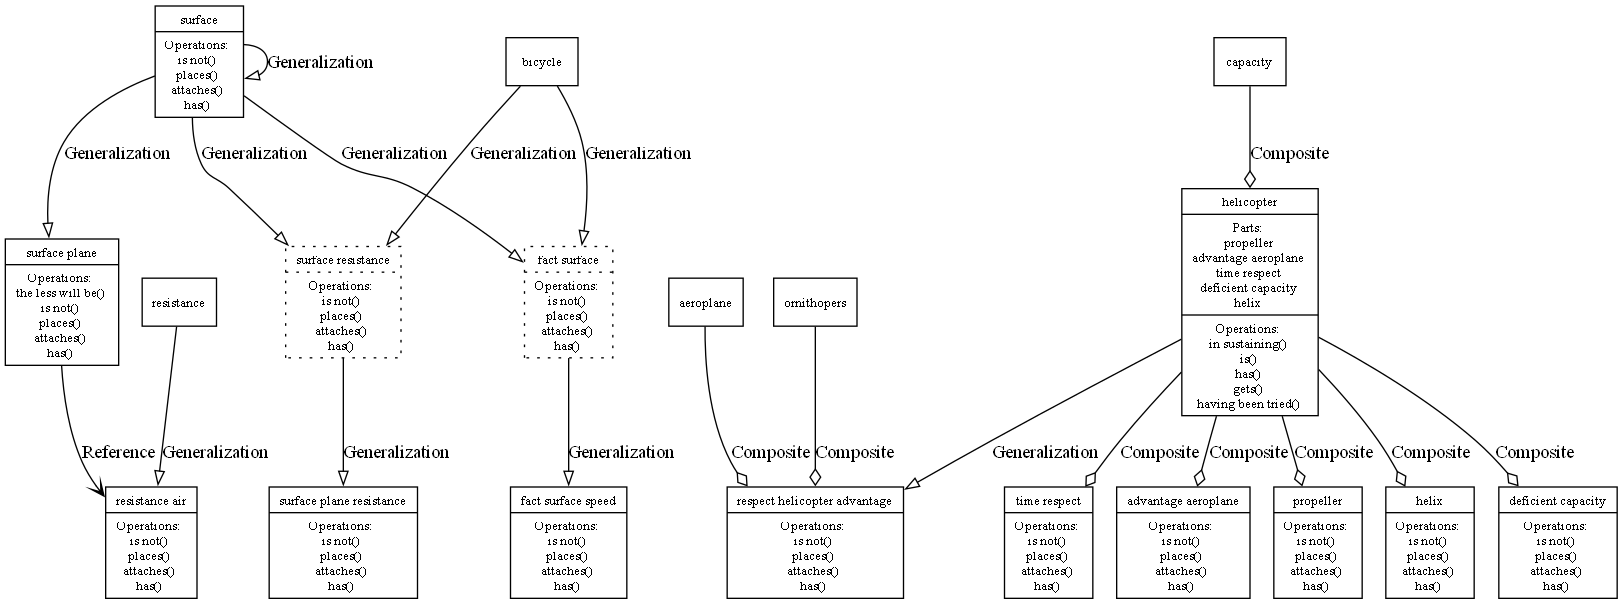 surface
Operations:
is not()
places()
attaches()
has()
Generalization
bicycle
capacity
Generalization
Generalization
Generalization
Generalization
Generalization
Composite
surface plane
Operations:
the less will be()
is not()
places()
attaches()
has()
resistance
surface resistance
Operations:
is not()
places()
attaches()
has()
fact surface
Operations:
is not()
places()
attaches()
has()
aeroplane
ornithopers
helicopter
Parts:
propeller
advantage aeroplane
time respect
deficient capacity
helix
Operations:
in sustaining()
is()
has()
gets()
having been tried()
Reference
Generalization
Generalization
Generalization
Composite
Composite
Generalization
Composite
Composite
Composite
Composite
Composite
resistance air
Operations:
is not()
places()
attaches()
has()
surface plane resistance
Operations:
is not()
places()
attaches()
has()
fact surface speed
Operations:
is not()
places()
attaches()
has()
respect helicopter advantage
Operations:
is not()
places()
attaches()
has()
time respect
Operations:
is not()
places()
attaches()
has()
advantage aeroplane
Operations:
is not()
places()
attaches()
has()
propeller
Operations:
is not()
places()
attaches()
has()
helix
Operations:
is not()
places()
attaches()
has()
deficient capacity
Operations:
is not()
places()
attaches()
has()